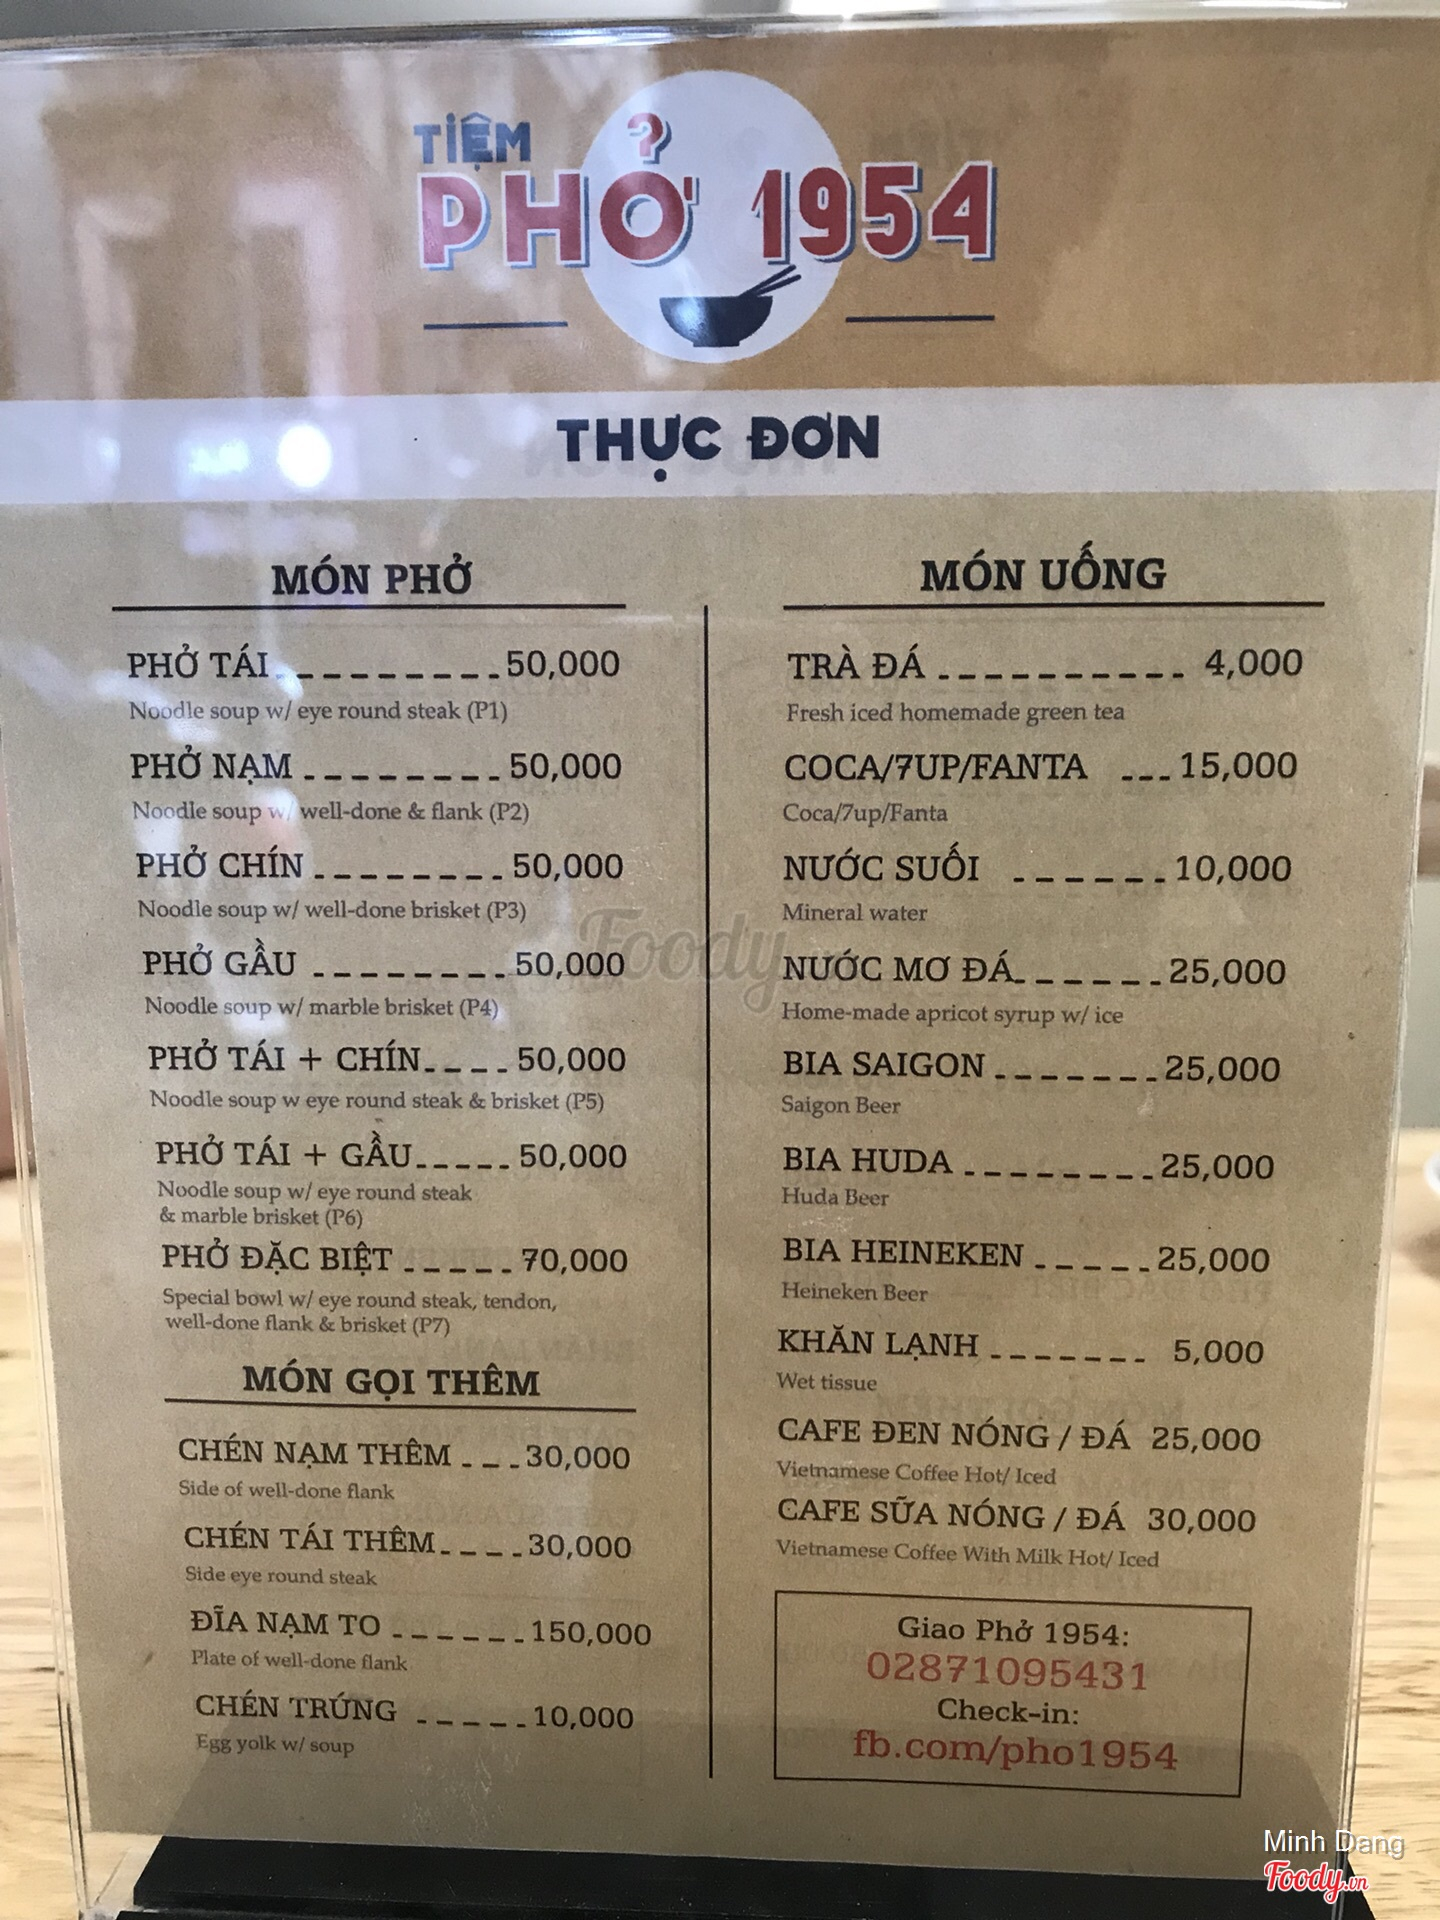 TIỆM
PHỞ 1954
THỰC ĐƠN
MÓN PHỞ
PHỞ TÁI _ _ _ _ _ _ _ _ _ _ 50,000
Noodle soup w/ eye round steak (P1)
PHỞ NẠM _ _ _ _ _ _ _ _ _ 50,000
Noodle soup w/ well-done & flank (P2)
PHỞ CHÍN _ _ _ _ _ _ _ _ _ 50,000
Noodle soup w/ well-done brisket (P3)
PHỞ GẦU _ _ _ _ _ _ _ _ _ 50,000
Noodle soup w/ marble brisket (P4)
PHỞ TÁI + CHÍN _ _ _ _ 50,000
Noodle soup w eye round steak & brisket (P5)
PHỞ TÁI + GẦU _ _ _ _ _ 50,000
Noodle soup w/ eye round steak
& marble brisket (P6)
PHỞ ĐẶC BIỆT _ _ _ _ _ 70,000
Special bowl w/ eye round steak, tendon,
well-done flank & brisket (P7)
MÓN GỌI THÊM
CHÉN NẠM THÊM _ _ _ 30,000
Side of well-done flank
CHÉN TÁI THÊM _ _ _ _ 30,000
Side eye round steak
ĐĨA NẠM TO _ _ _ _ _ _ 150,000
Plate of well-done flank
CHÉN TRỨNG _ _ _ _ _ 10,000
Egg yolk w/ soup
MÓN UỐNG
TRÀ ĐÁ _ _ _ _ _ _ _ _ _ _ 4,000
Fresh iced homemade green tea
COCA/7UP/FANTA _ _ _ 15,000
Coca/7up/Fanta
NƯỚC SUỐI _ _ _ _ _ _ 10,000
Mineral water
NƯỚC MƠ ĐÁ _ _ _ _ _ _ 25,000
Home-made apricot syrup w/ ice
BIA SAIGON _ _ _ _ _ _ _ 25,000
Saigon Beer
BIA HUDA _ _ _ _ _ _ _ _ 25,000
Huda Beer
BIA HEINEKEN _ _ _ _ _ 25,000
Heineken Beer
KHĂN LẠNH _ _ _ _ _ _ _ 5,000
Wet tissue
CAFE ĐEN NÓNG / ĐÁ 25,000
Vietnamese Coffee Hot/ Iced
CAFE SỮA NÓNG / ĐÁ 30,000
Vietnamese Coffee With Milk Hot/ Iced
Giao Phở 1954:
02871095431
Check-in:
fb.com/pho1954
Foody
Minh Dang
Foody.vn